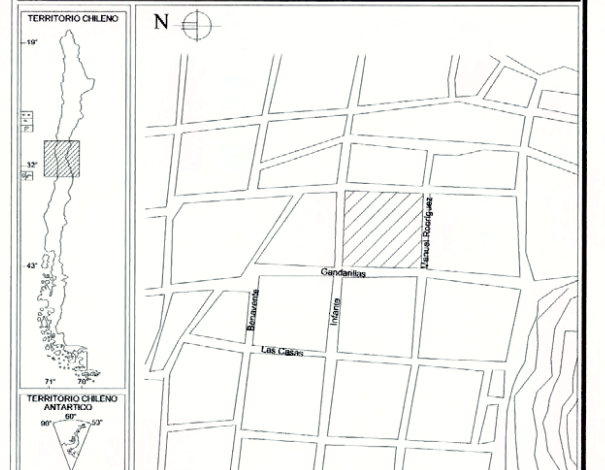 TERRITORIO CHILENO
19°
32°
43°
71°
70°
TERRITORIO CHILENO
ANTARTICO
90°
60°
53°
N
Manuel Rodríguez
Gandarillas
Benavente
Infante
Las Casas